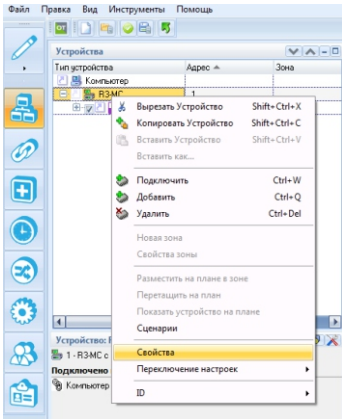 Файл Правка Вид Инструменты Помощь
Устройства
Тип устройства Адрес Зона
Компьютер
R3-МС 1
Вырезать Устройство Shift+Ctrl+X
Копировать Устройство Shift+Ctrl+C
Вставить Устройство Shift+Ctrl+V
Вставить как...
Подключить Ctrl+W
Добавить Ctrl+Q
Удалить Ctrl+Del
Новая зона
Свойства зоны
Разместить на плане в зоне
Перетащить на план
Показать устройство на плане
Сценарии
Устройство:
Свойства
1 - R3-МС с
Переключение настроек
Подключено
Компьютер
ID